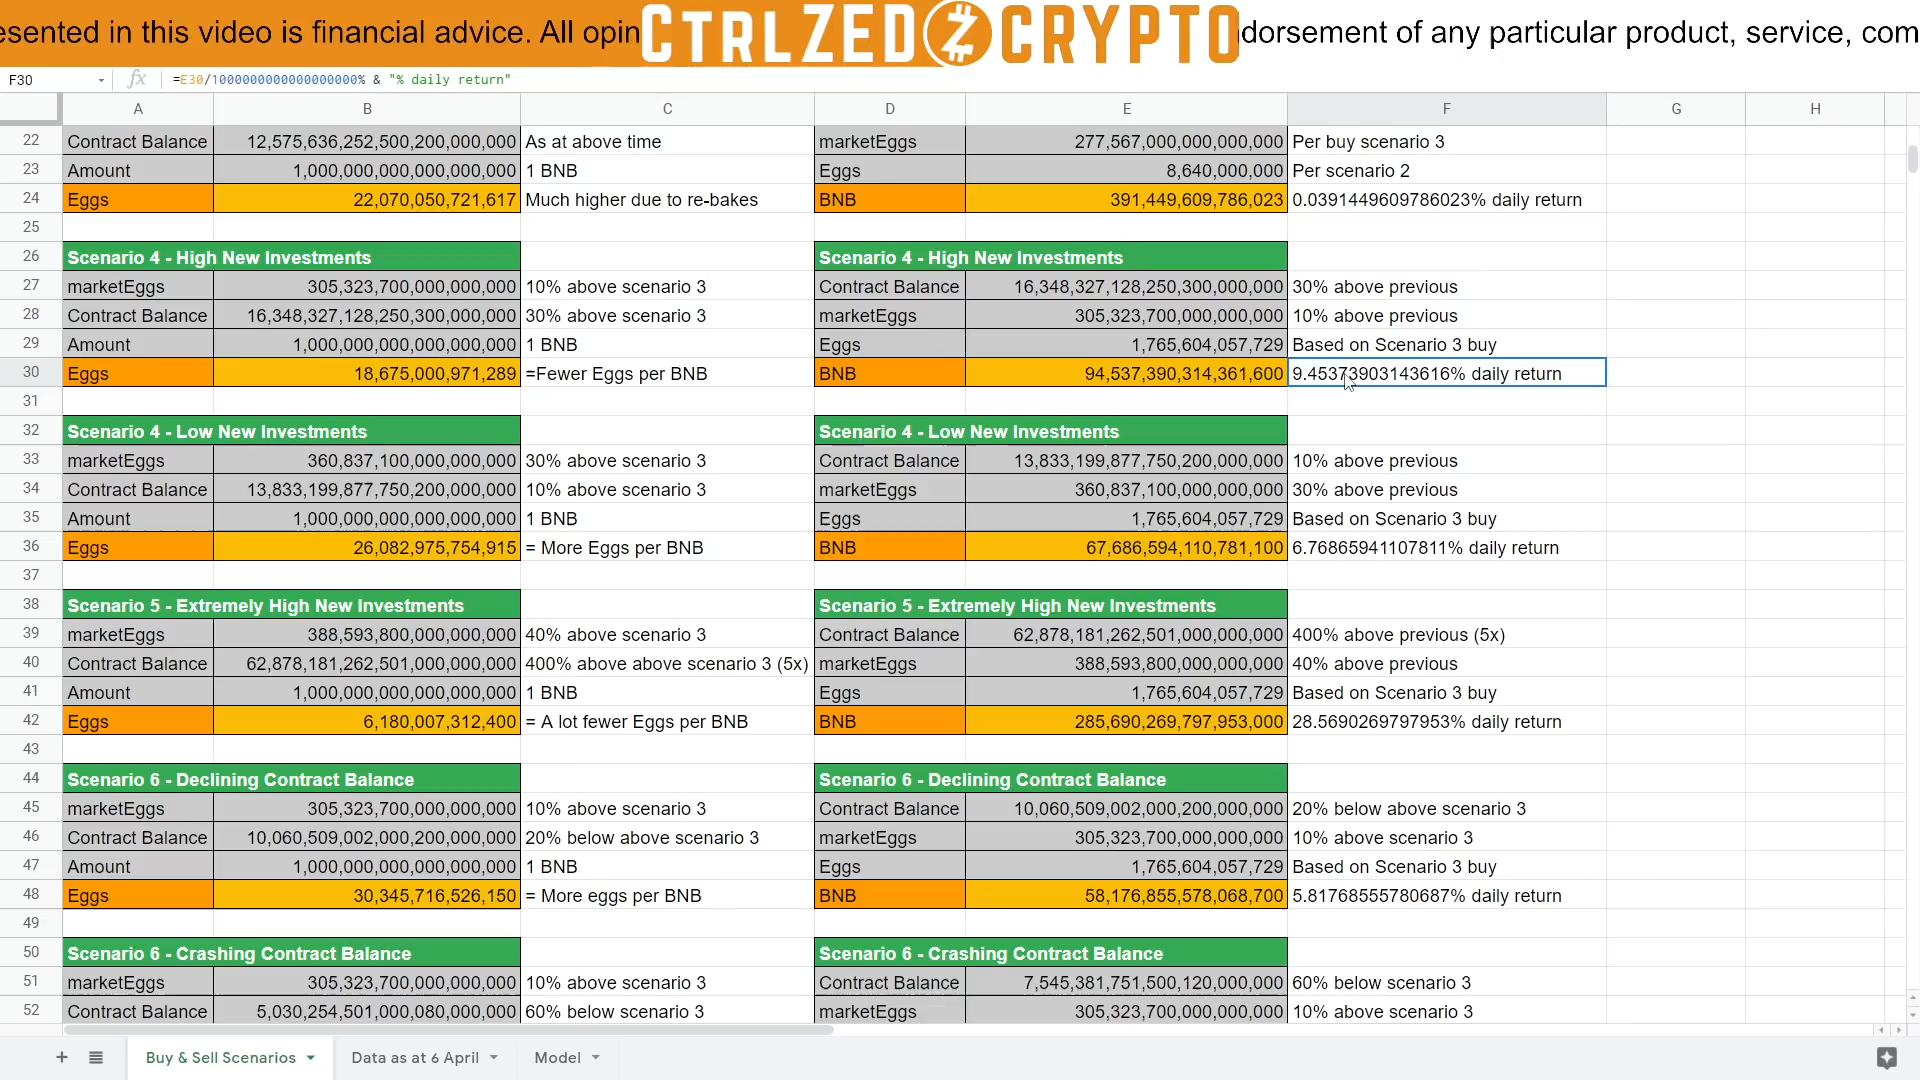 esented in this video is financial advice. All opin CTRLZED CRYPTO dorsement of any particular product, service, com
F30 fx =E30/1000000000000000000% & "% daily return"
A B C D E F G H
22 Contract Balance 12,575,636,252,500,200,000,000 As at above time marketEggs 277,567,000,000,000,000 Per buy scenario 3
23 Amount 1,000,000,000,000,000,000 1 BNB Eggs 8,640,000,000 Per scenario 2
24 Eggs 22,070,050,721,617 Much higher due to re-bakes BNB 391,449,609,786,023 0.0391449609786023% daily return
25
26 Scenario 4 - High New Investments Scenario 4 - High New Investments
27 marketEggs 305,323,700,000,000,000 10% above scenario 3 Contract Balance 16,348,327,128,250,300,000,000 30% above previous
28 Contract Balance 16,348,327,128,250,300,000,000 30% above scenario 3 marketEggs 305,323,700,000,000,000 10% above previous
29 Amount 1,000,000,000,000,000,000 1 BNB Eggs 1,765,604,057,729 Based on Scenario 3 buy
30 Eggs 18,675,000,971,289 =Fewer Eggs per BNB BNB 94,537,390,314,361,600 9.45373903143616% daily return
31
32 Scenario 4 - Low New Investments Scenario 4 - Low New Investments
33 marketEggs 360,837,100,000,000,000 30% above scenario 3 Contract Balance 13,833,199,877,750,200,000,000 10% above previous
34 Contract Balance 13,833,199,877,750,200,000,000 10% above scenario 3 marketEggs 360,837,100,000,000,000 30% above previous
35 Amount 1,000,000,000,000,000,000 1 BNB Eggs 1,765,604,057,729 Based on Scenario 3 buy
36 Eggs 26,082,975,754,915 = More Eggs per BNB BNB 67,686,594,110,781,100 6.76865941107811% daily return
37
38 Scenario 5 - Extremely High New Investments Scenario 5 - Extremely High New Investments
39 marketEggs 388,593,800,000,000,000 40% above scenario 3 Contract Balance 62,878,181,262,501,000,000,000 400% above previous (5x)
40 Contract Balance 62,878,181,262,501,000,000,000 400% above above scenario 3 (5x) marketEggs 388,593,800,000,000,000 40% above previous
41 Amount 1,000,000,000,000,000,000 1 BNB Eggs 1,765,604,057,729 Based on Scenario 3 buy
42 Eggs 6,180,007,312,400 = A lot fewer Eggs per BNB BNB 285,690,269,797,953,000 28.5690269797953% daily return
43
44 Scenario 6 - Declining Contract Balance Scenario 6 - Declining Contract Balance
45 marketEggs 305,323,700,000,000,000 10% above scenario 3 Contract Balance 10,060,509,002,000,200,000,000 20% below above scenario 3
46 Contract Balance 10,060,509,002,000,200,000,000 20% below above scenario 3 marketEggs 305,323,700,000,000,000 10% above scenario 3
47 Amount 1,000,000,000,000,000,000 1 BNB Eggs 1,765,604,057,729 Based on Scenario 3 buy
48 Eggs 30,345,716,526,150 = More eggs per BNB BNB 58,176,855,578,068,700 5.81768555780687% daily return
49
50 Scenario 6 - Crashing Contract Balance Scenario 6 - Crashing Contract Balance
51 marketEggs 305,323,700,000,000,000 10% above scenario 3 Contract Balance 7,545,381,751,500,120,000,000 60% below scenario 3
52 Contract Balance 5,030,254,501,000,080,000,000 60% below scenario 3 marketEggs 305,323,700,000,000,000 10% above scenario 3
Buy & Sell Scenarios Data as at 6 April Model